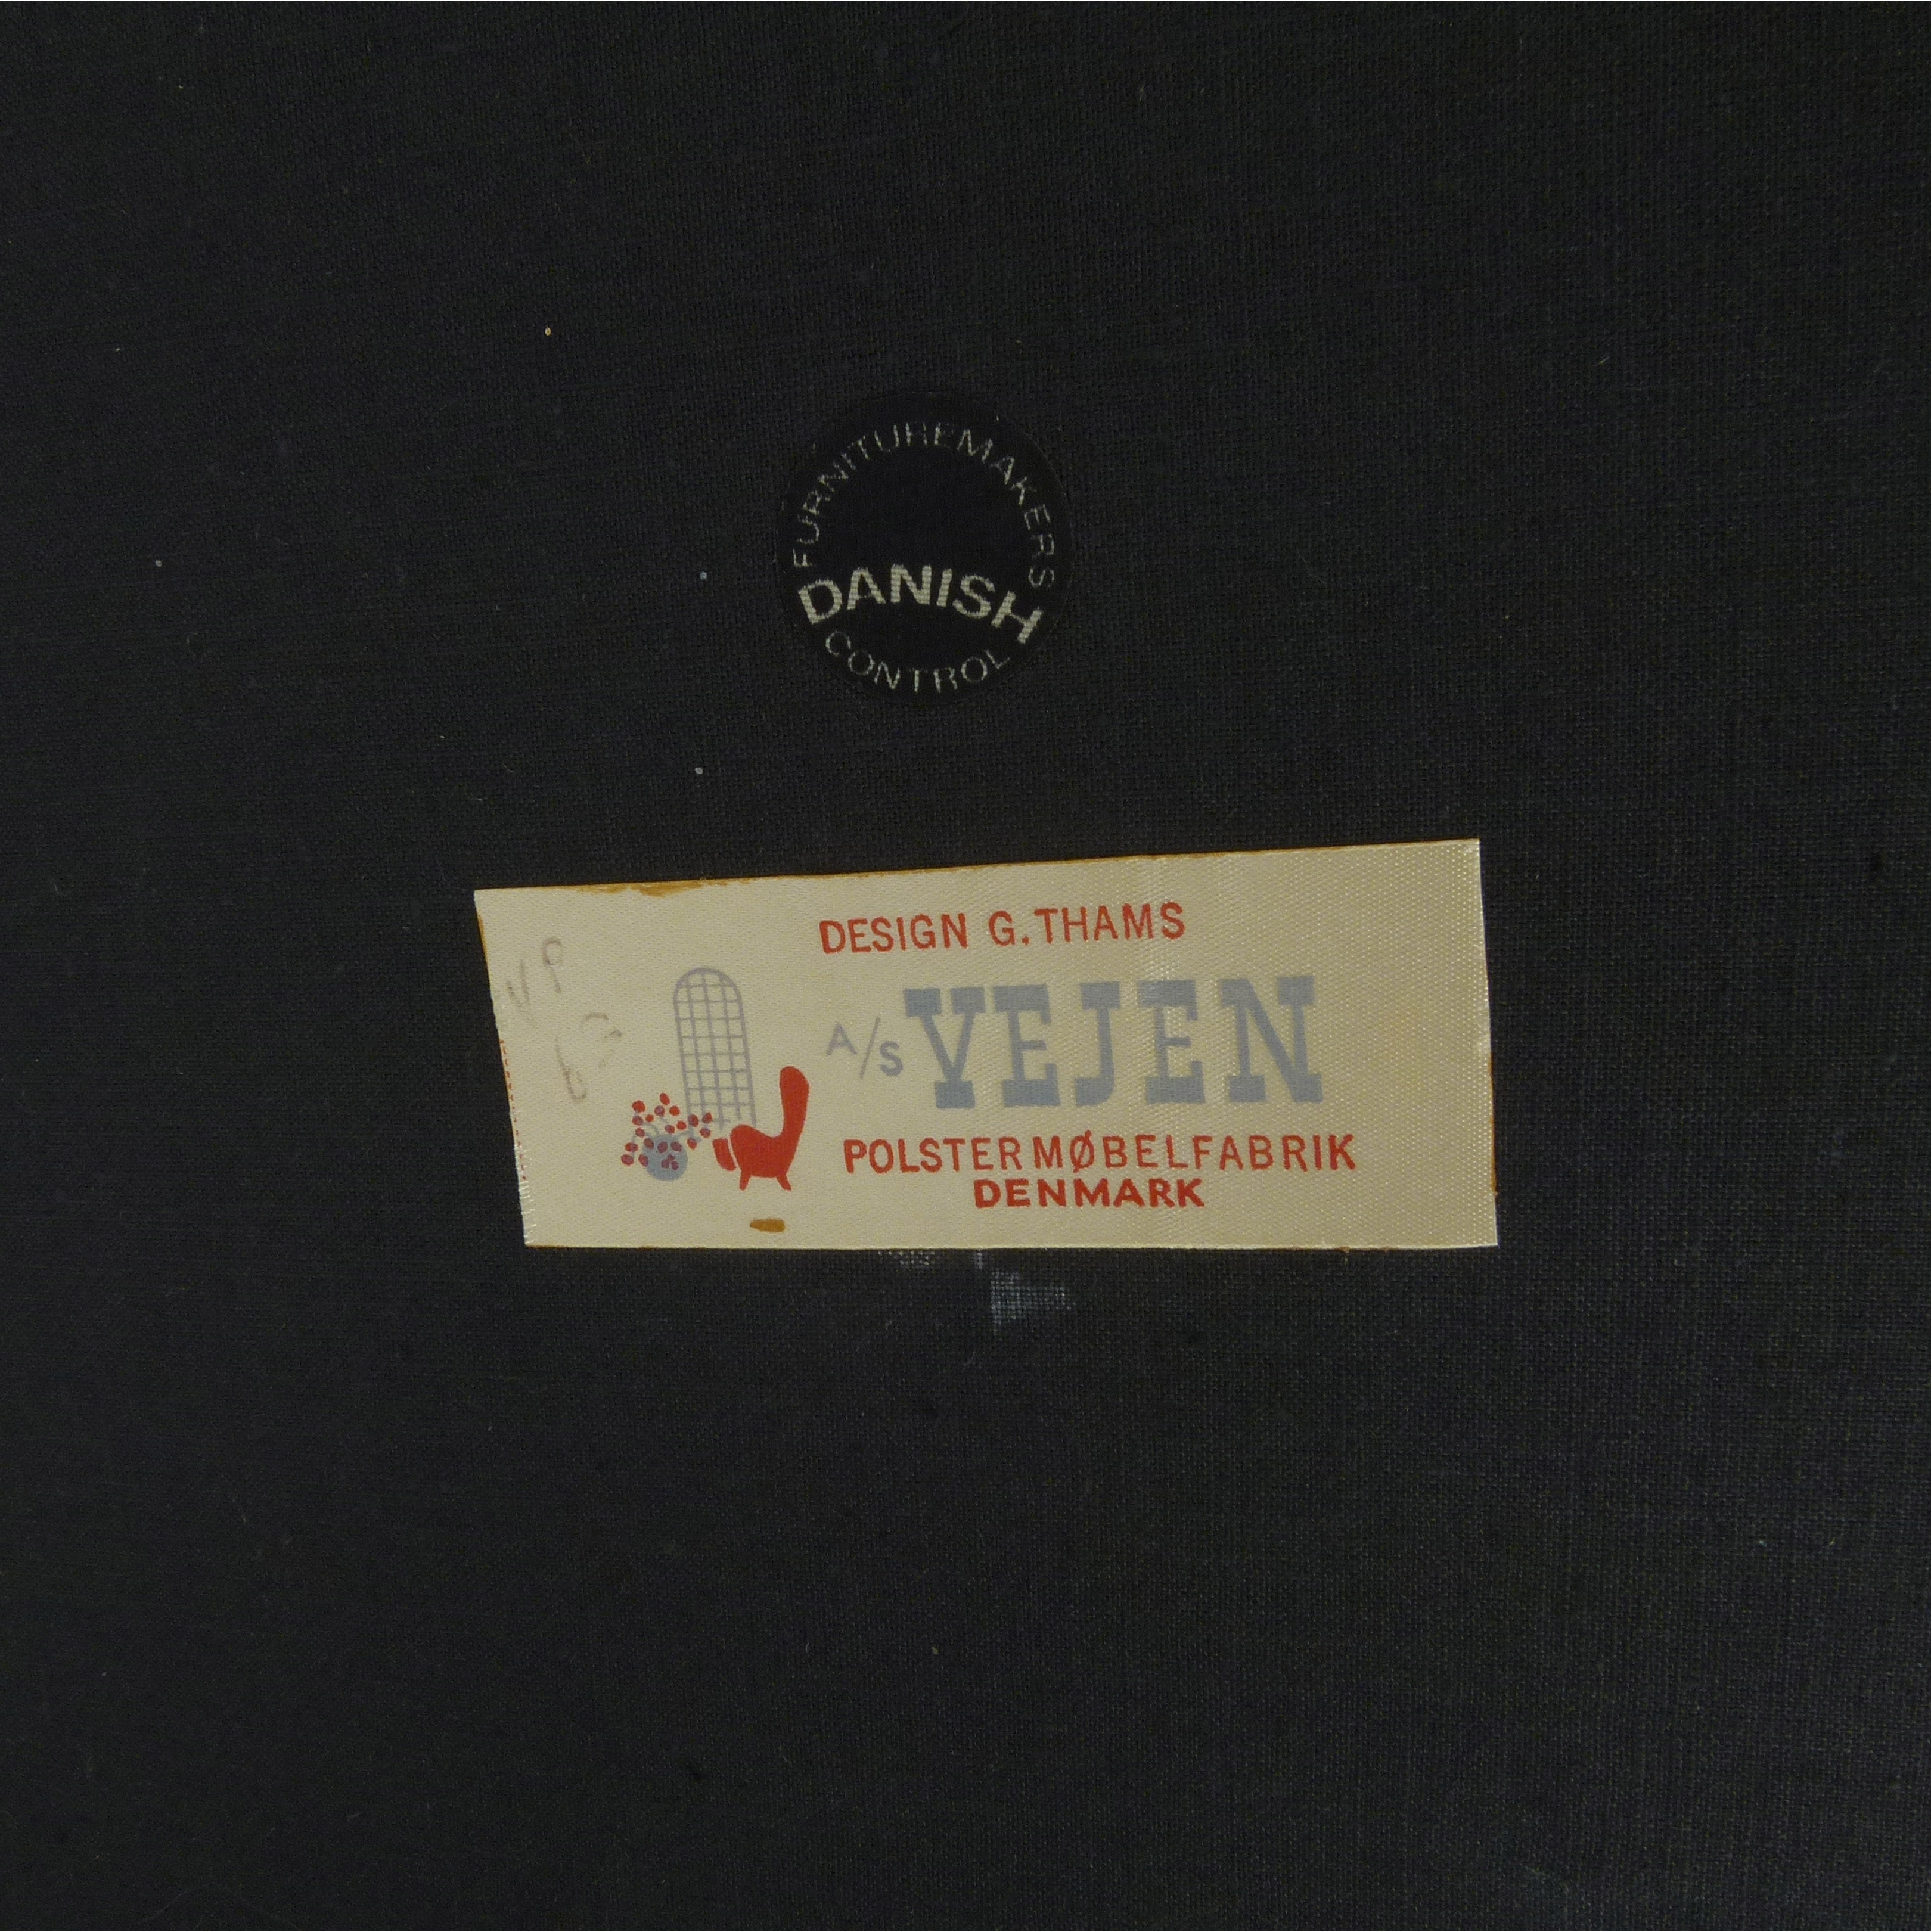 FURNITUREMAKERS
DANISH
CONTROL
DESIGN G. THAMS
A/S VEJEN
POLSTERMØBELFABRIK
DENMARK